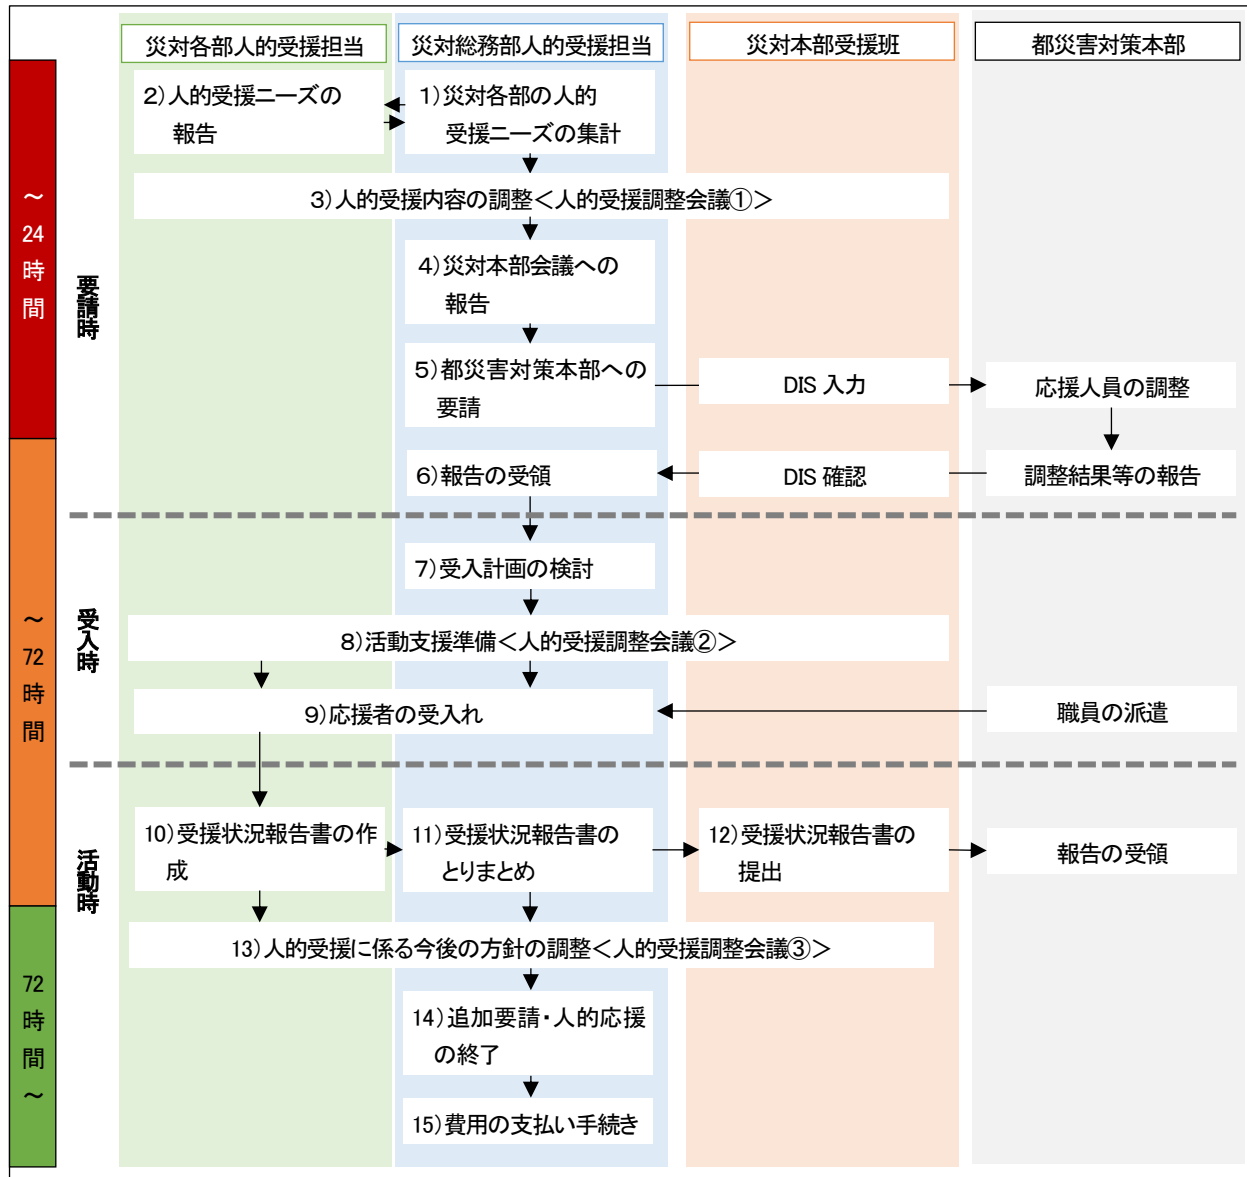 災対各部人的受援担当
災対総務部人的受援担当
災対本部受援班
都災害対策本部
～
24
時
間
～
72
時
間
72
時
間
～
要請時
受入時
活動時
2)人的受援ニーズの
報告
1)災対各部の人的
受援ニーズの集計
3)人的受援内容の調整＜人的受援調整会議①＞
4)災対本部会議への
報告
5)都災害対策本部への
要請
DIS 入力
応援人員の調整
6)報告の受領
DIS 確認
調整結果等の報告
7)受入計画の検討
8)活動支援準備＜人的受援調整会議②＞
9)応援者の受入れ
職員の派遣
10)受援状況報告書の作
成
11)受援状況報告書の
とりまとめ
12)受援状況報告書の
提出
報告の受領
13)人的受援に係る今後の方針の調整＜人的受援調整会議③＞
14)追加要請・人的応援
の終了
15)費用の支払い手続き